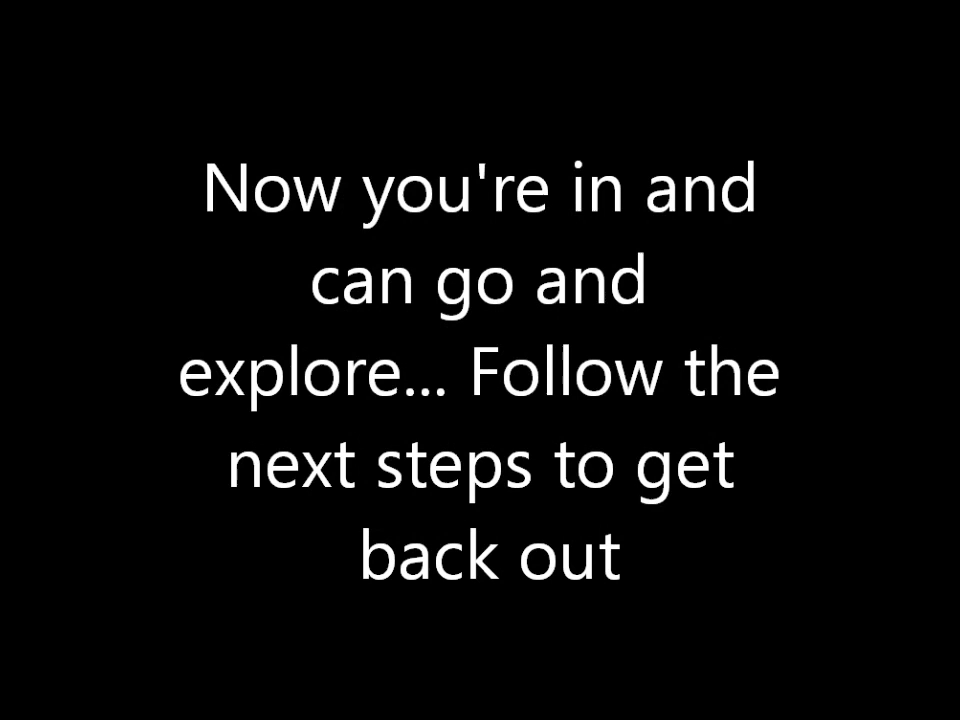 Now you're in and
can go and
explore... Follow the
next steps to get
back out